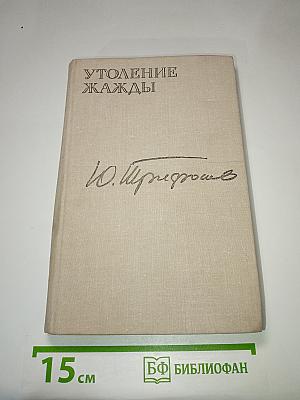 УТОЛЕНИЕ
ЖАЖДЫ
Ю. Трифонов
15 см
БФ БИБЛИОФАН